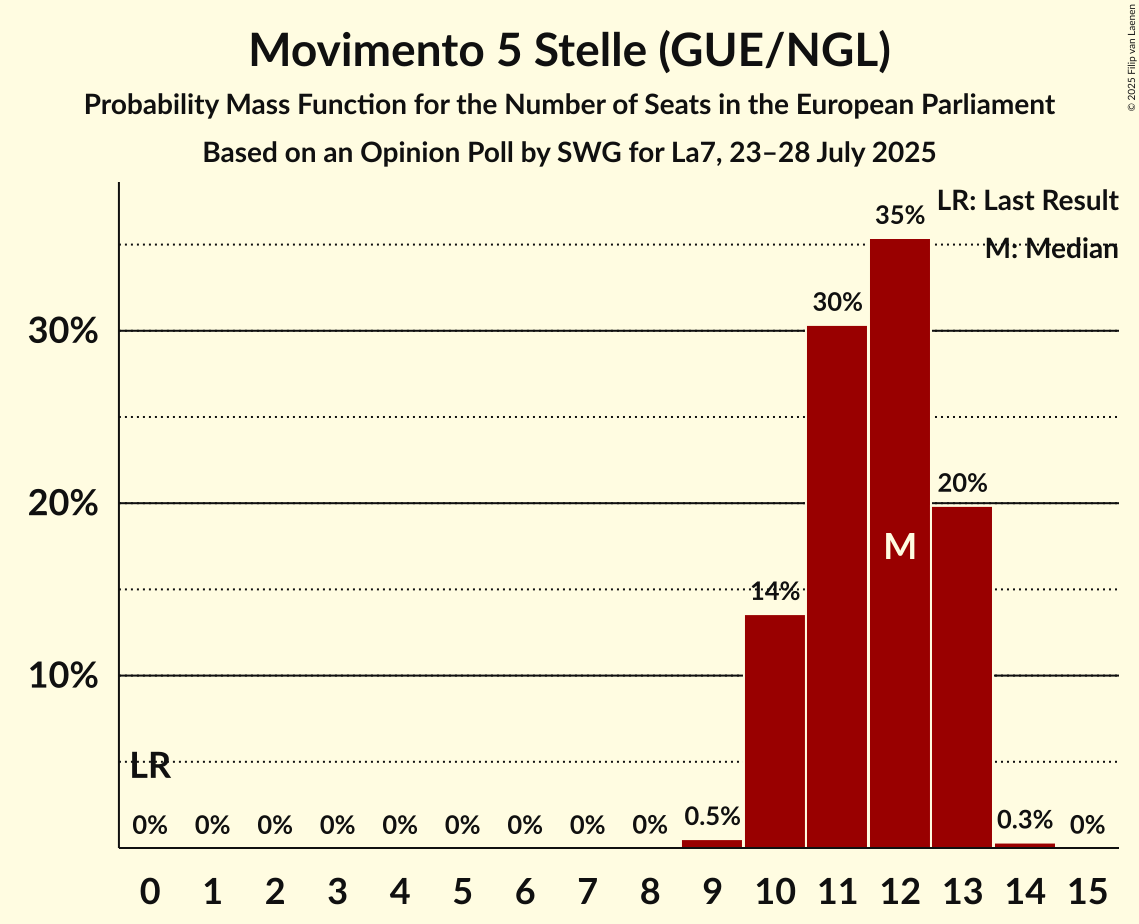 Movimento 5 Stelle (GUE/NGL)
Probability Mass Function for the Number of Seats in the European Parliament
Based on an Opinion Poll by SWG for La7, 23–28 July 2025
© 2025 Filip van Laenen
LR: Last Result
M: Median
35%
30%
30%
20%
20%
M
14%
10%
LR
0% 0% 0% 0% 0% 0% 0% 0% 0% 0.5% 0.3% 0%
0 1 2 3 4 5 6 7 8 9 10 11 12 13 14 15